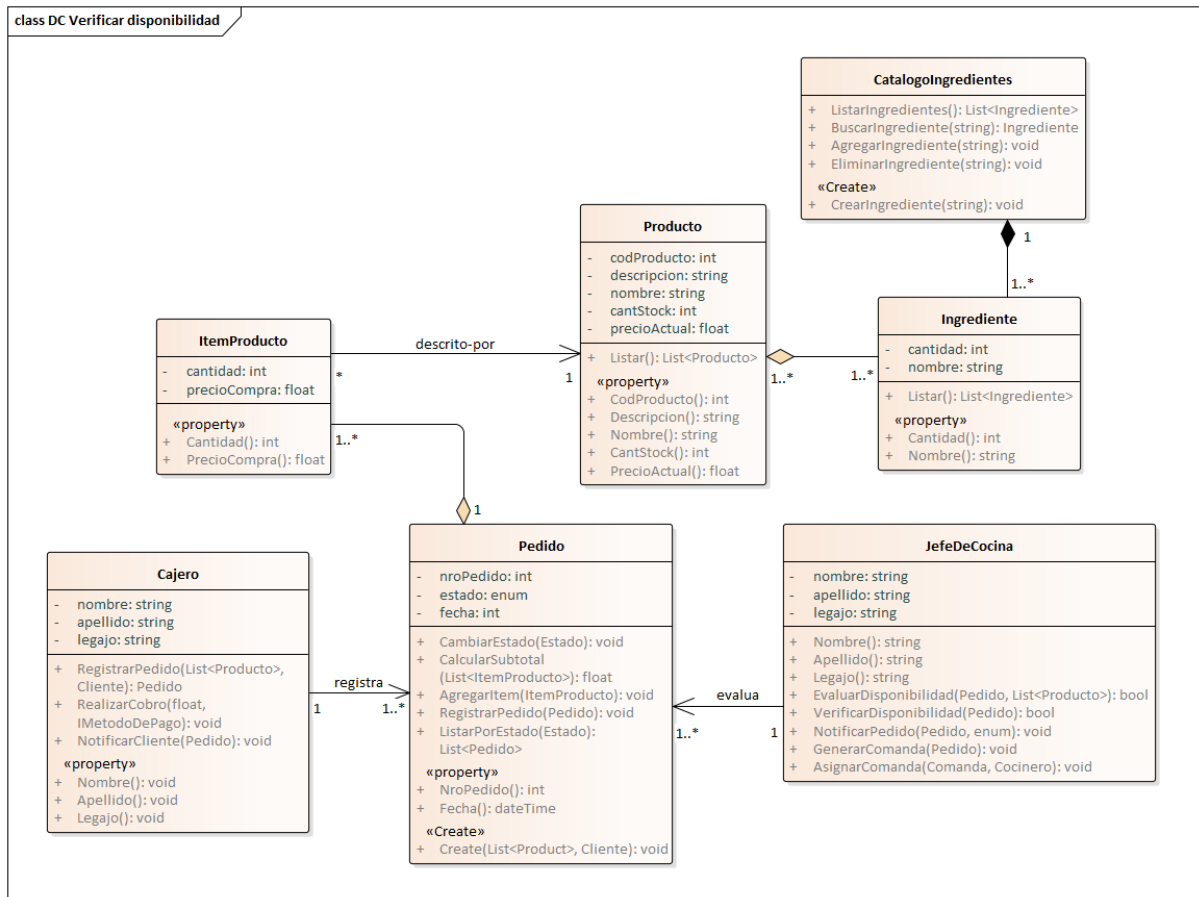 class DC Verificar disponibilidad
CatalogoIngredientes
+ ListarIngredientes(): List<Ingrediente>
+ BuscarIngrediente(string): Ingrediente
+ AgregarIngrediente(string): void
+ EliminarIngrediente(string): void
«Create»
+ CrearIngrediente(string): void
1
1..*
Producto
- codProducto: int
- descripcion: string
- nombre: string
- cantStock: int
- precioActual: float
+ Listar(): List<Producto>
«property»
+ CodProducto(): int
+ Descripcion(): string
+ Nombre(): string
+ CantStock(): int
+ PrecioActual(): float
1..*
1..*
Ingrediente
- cantidad: int
- nombre: string
+ Listar(): List<Ingrediente>
«property»
+ Cantidad(): int
+ Nombre(): string
ItemProducto
- cantidad: int
- precioCompra: float
«property»
+ Cantidad(): int
+ PrecioCompra(): float
descrito-por
*
1
1..*
1
Pedido
- nroPedido: int
- estado: enum
- fecha: int
+ CambiarEstado(Estado): void
+ CalcularSubtotal
(List<ItemProducto>): float
+ AgregarItem(ItemProducto): void
+ RegistrarPedido(Pedido): void
+ ListarPorEstado(Estado):
List<Pedido>
«property»
+ NroPedido(): int
+ Fecha(): dateTime
«Create»
+ Create(List<Product>, Cliente): void
Cajero
- nombre: string
- apellido: string
- legajo: string
+ RegistrarPedido(List<Producto>,
Cliente): Pedido
+ RealizarCobro(float,
IMetodoDePago): void
+ NotificarCliente(Pedido): void
«property»
+ Nombre(): void
+ Apellido(): void
+ Legajo(): void
registra
1
1..*
JefeDeCocina
- nombre: string
- apellido: string
- legajo: string
+ Nombre(): string
+ Apellido(): string
+ Legajo(): string
+ EvaluarDisponibilidad(Pedido, List<Producto>): bool
+ VerificarDisponibilidad(Pedido): bool
+ NotificarPedido(Pedido, enum): void
+ GenerarComanda(Pedido): void
+ AsignarComanda(Comanda, Cocinero): void
evalua
1..*
1